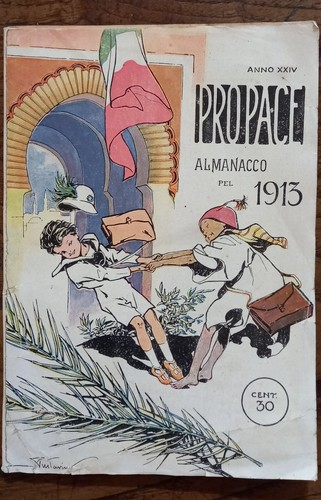 ANNO XXIV
PRO·PACE
ALMANACCO
PEL
1913
CENT.
30